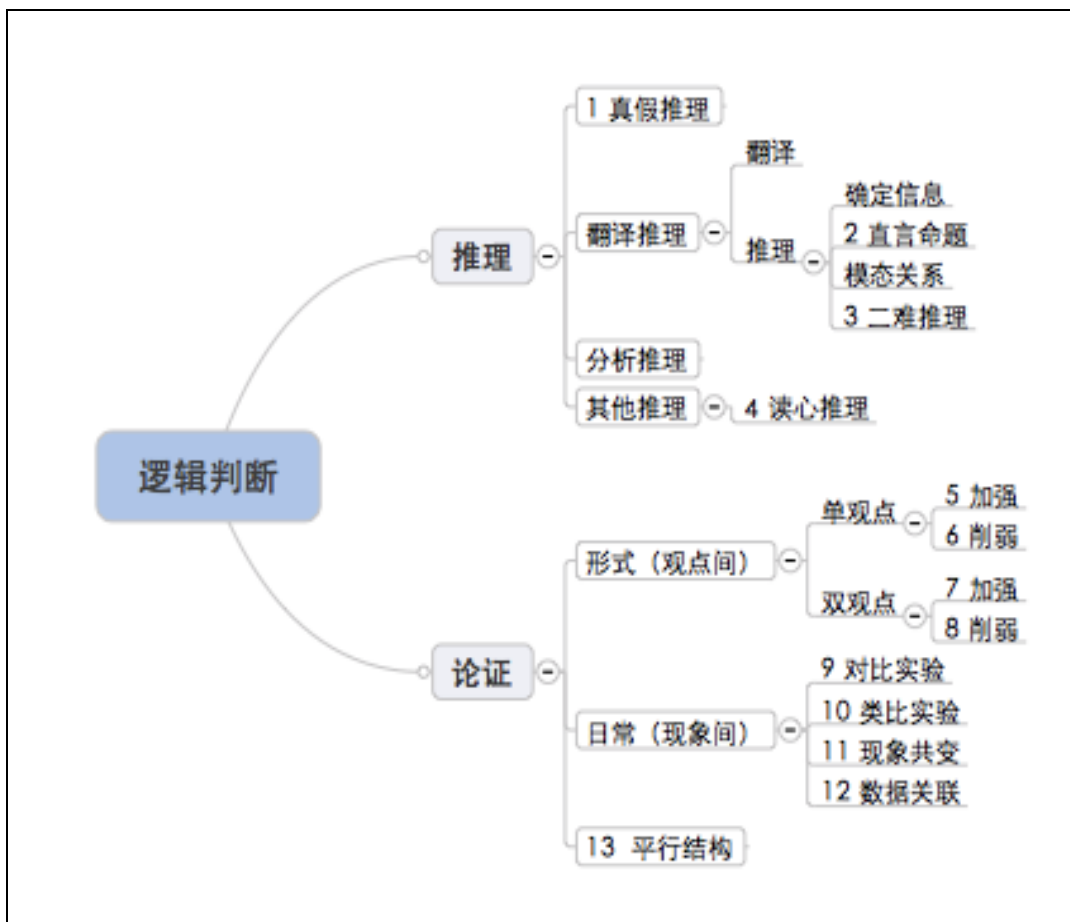 逻辑判断
推理
1 真假推理
翻译推理
翻译
推理
确定信息
2 直言命题
模态关系
3 二难推理
分析推理
其他推理
4 读心推理
论证
形式（观点间）
单观点
5 加强
6 削弱
双观点
7 加强
8 削弱
日常（现象间）
9 对比实验
10 类比实验
11 现象共变
12 数据关联
13 平行结构